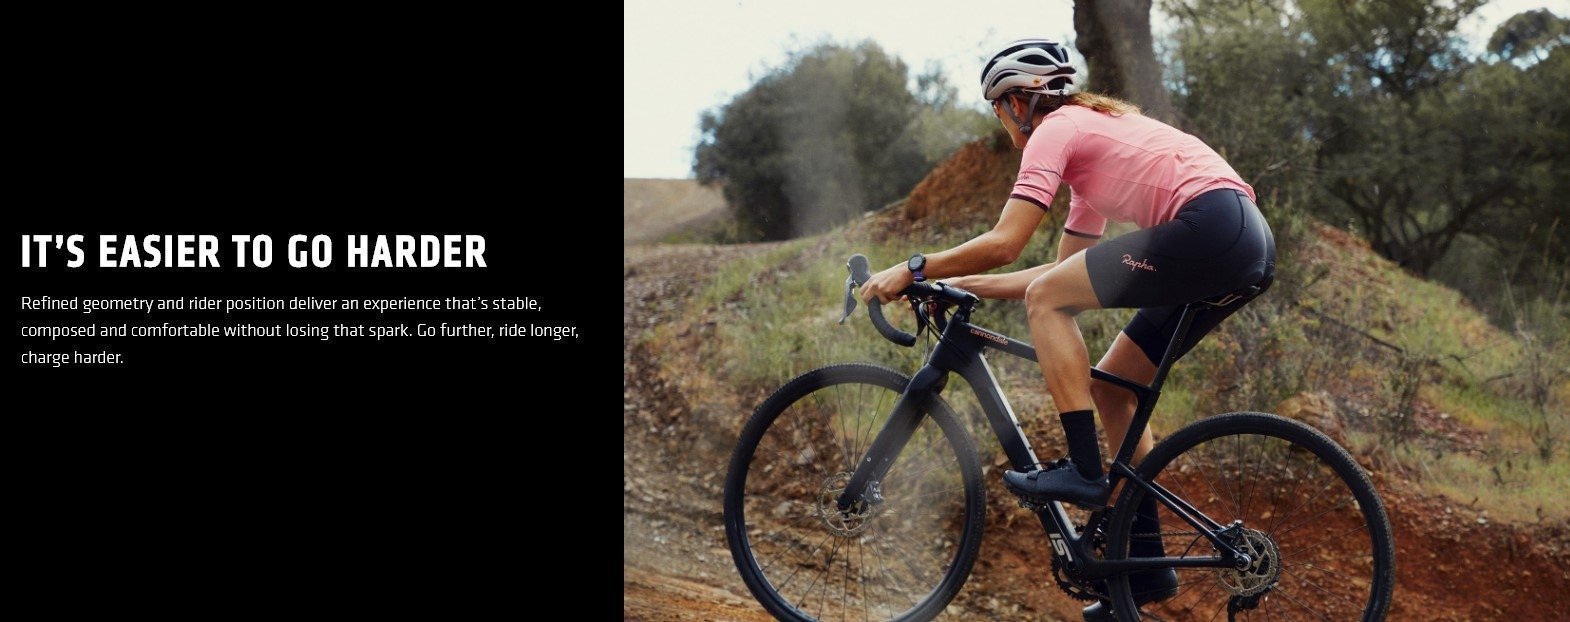 IT’S EASIER TO GO HARDER
Refined geometry and rider position deliver an experience that’s stable,
composed and comfortable without losing that spark. Go further, ride longer,
charge harder.
cannondale
Rapha.
SI